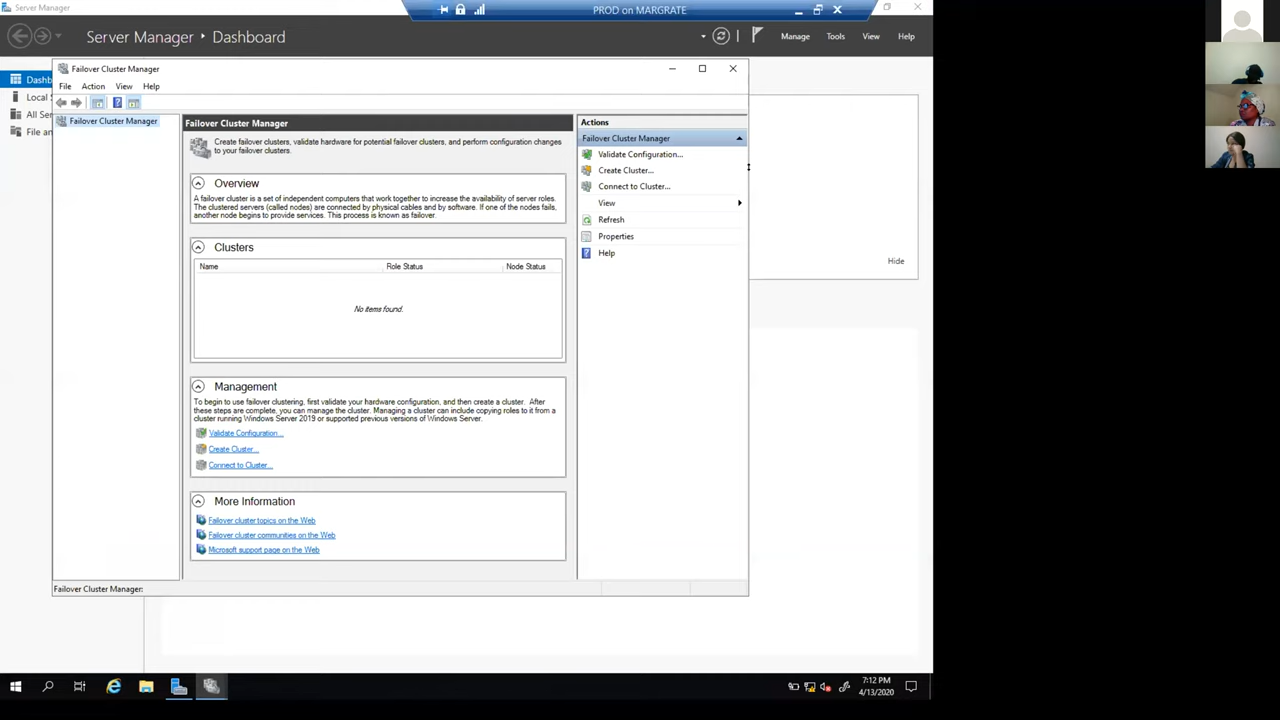 Server Manager
PROD on MARGRATE
Server Manager
Dashboard
Manage
Tools
View
Help
Dashb
Local S
All Ser
File an
Failover Cluster Manager
File
Action
View
Help
Failover Cluster Manager
Failover Cluster Manager
Create failover clusters, validate hardware for potential failover clusters, and perform configuration changes
to your failover clusters.
Overview
A failover cluster is a set of independent computers that work together to increase the availability of server roles.
The clustered servers (called nodes) are connected by physical cables and by software. If one of the nodes fails,
another node begins to provide services. This process is known as failover.
Clusters
Name
Role Status
Node Status
No items found.
Management
To begin to use failover clustering, first validate your hardware configuration, and then create a cluster. After
these steps are complete, you can manage the cluster. Managing a cluster can include copying roles to it from a
cluster running Windows Server 2019 or supported previous versions of Windows Server.
Validate Configuration...
Create Cluster...
Connect to Cluster...
More Information
Failover cluster topics on the Web
Failover cluster communities on the Web
Microsoft support page on the Web
Actions
Failover Cluster Manager
Validate Configuration...
Create Cluster...
Connect to Cluster...
View
Refresh
Properties
Help
Hide
Failover Cluster Manager:
7:12 PM
4/13/2020